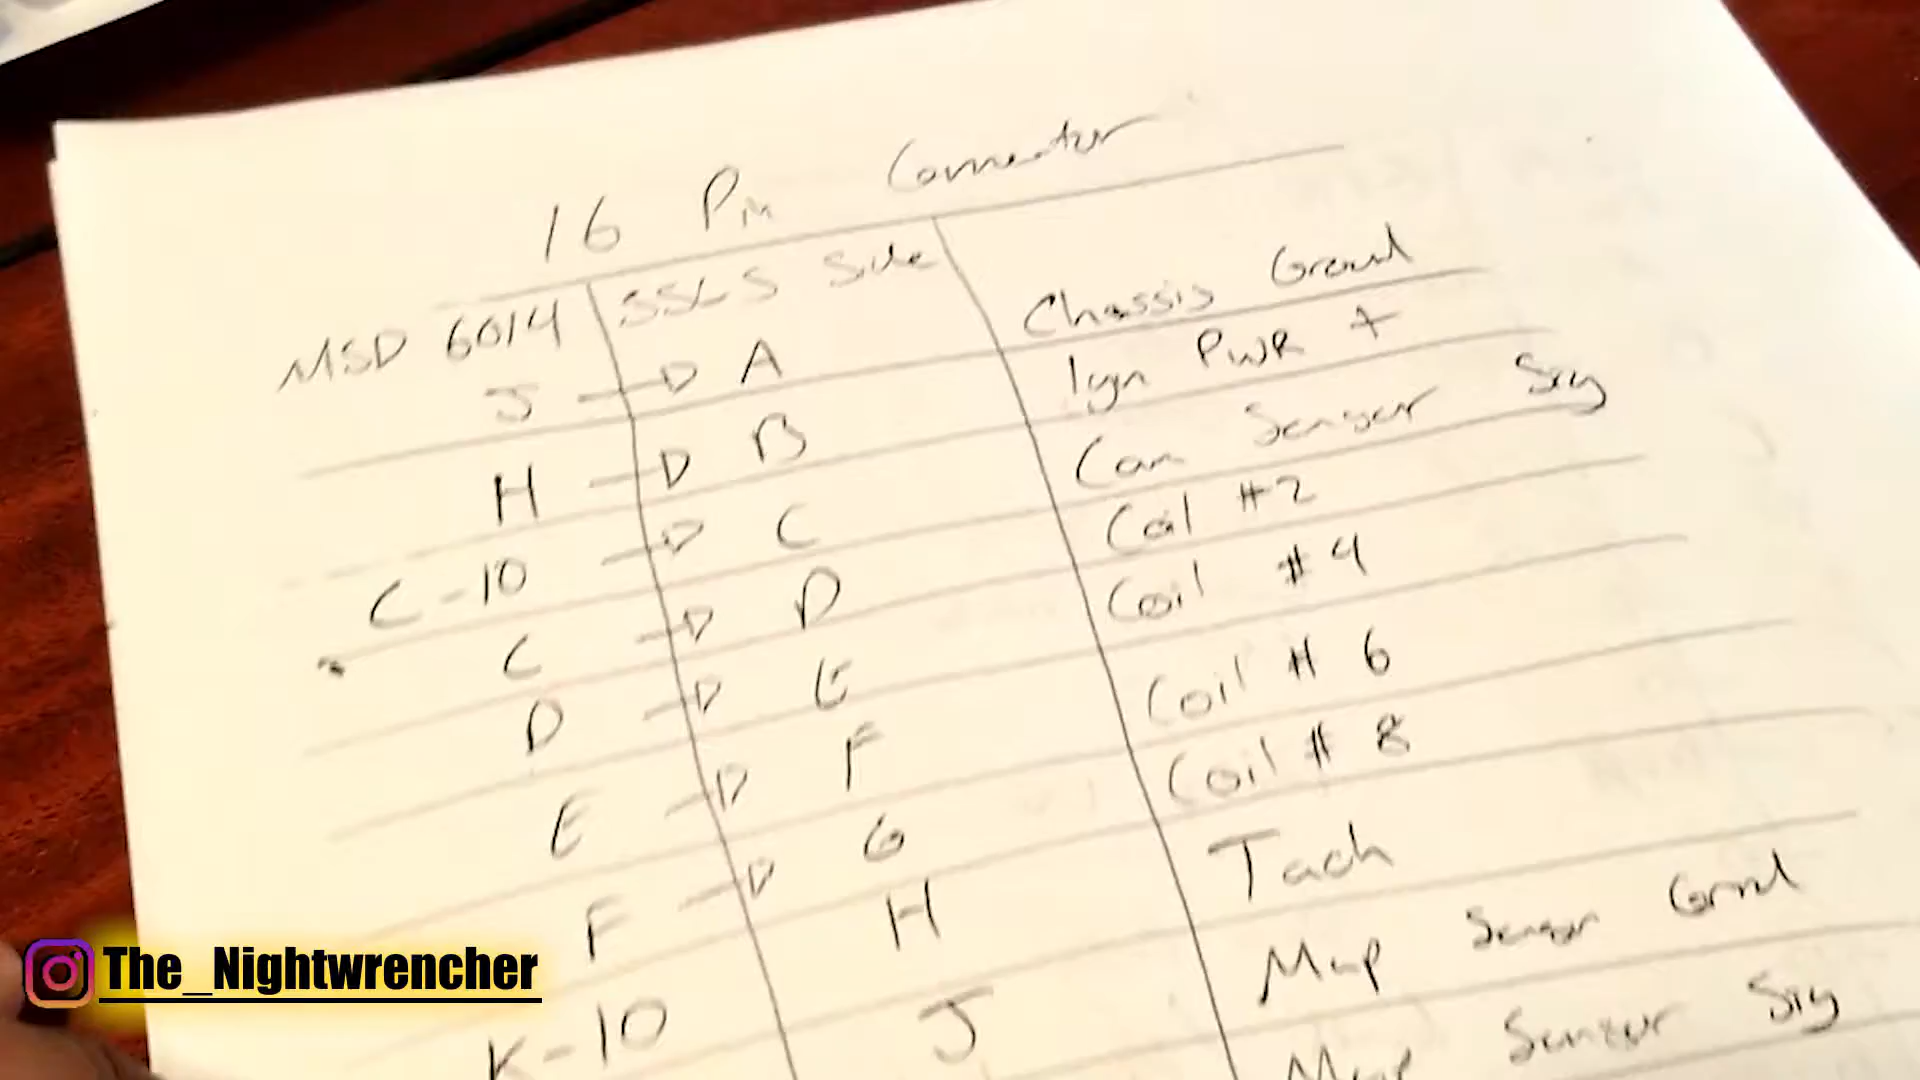 16 Pin Connector
MSD 6014 SSLS Side
J → A Chassis Ground
H → B Ign PWR +
C-10 → C Cam Sensor Sig
C → D Coil #2
D → E Coil #4
E → F Coil # 6
F → G Coil # 8
H Tach
K-10 J Map Sensor Grnd
Map Sensor Sig
The_Nightwrencher